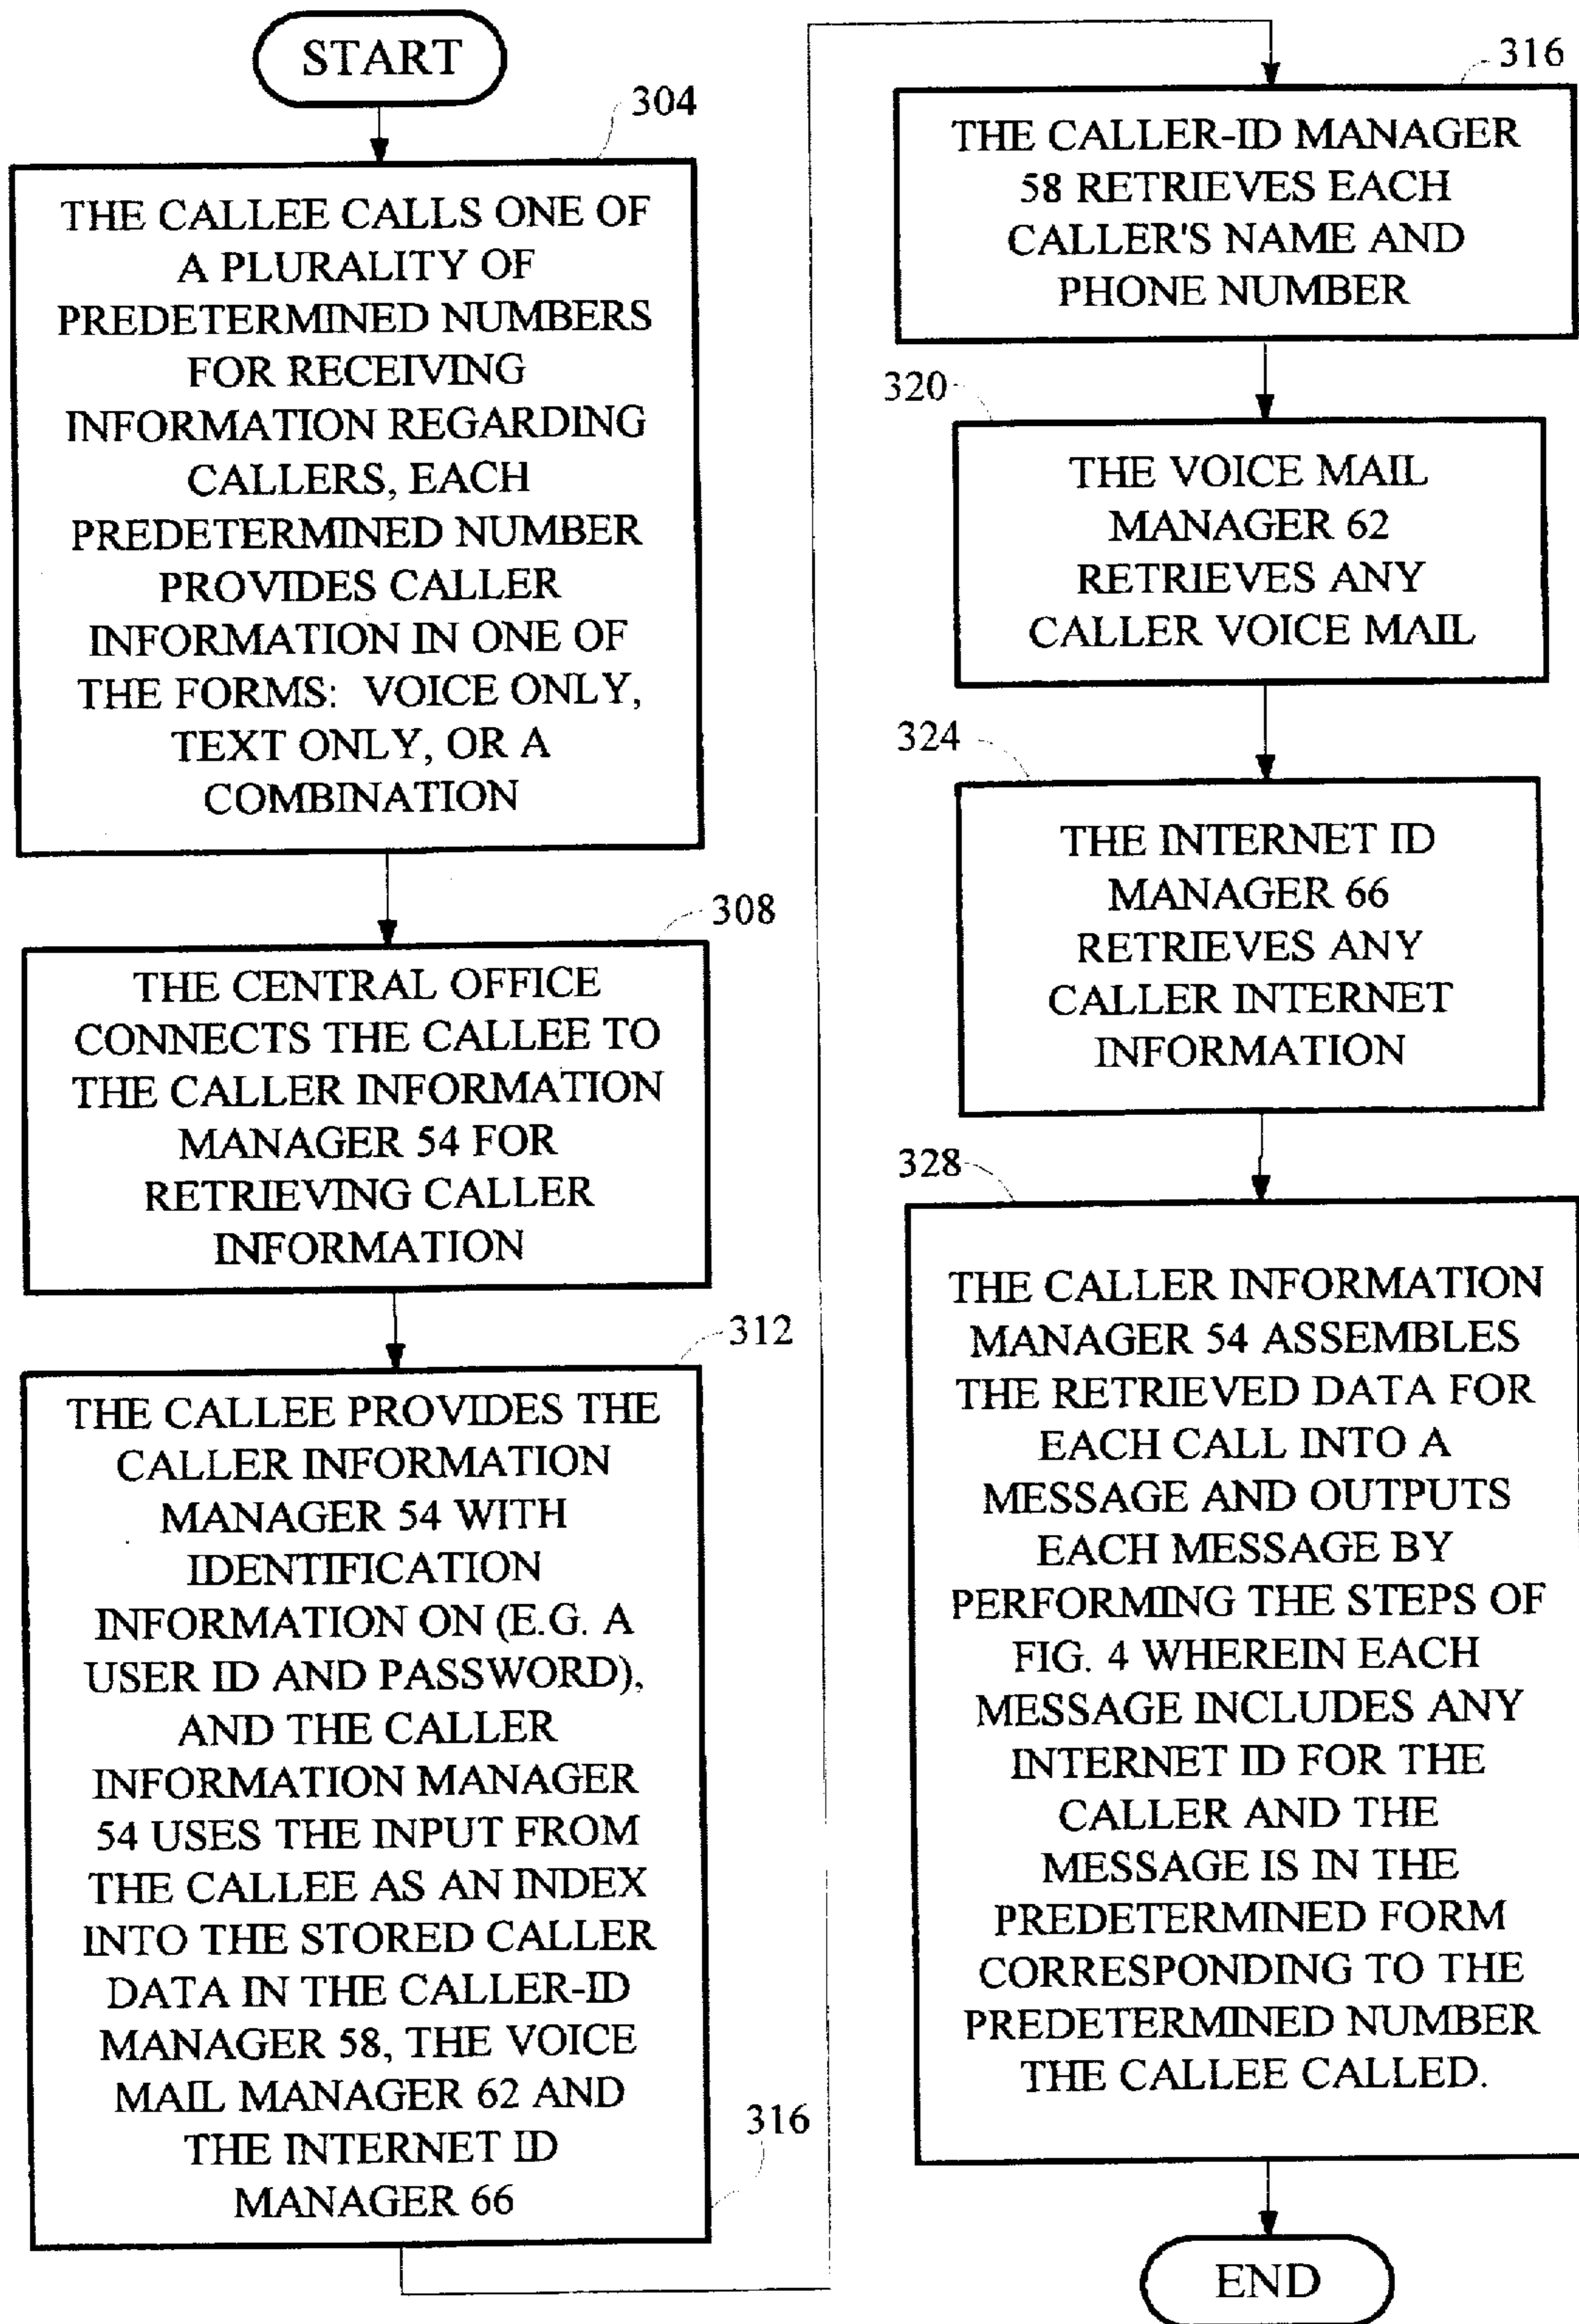 START
304
THE CALLEE CALLS ONE OF
A PLURALITY OF
PREDETERMINED NUMBERS
FOR RECEIVING
INFORMATION REGARDING
CALLERS, EACH
PREDETERMINED NUMBER
PROVIDES CALLER
INFORMATION IN ONE OF
THE FORMS: VOICE ONLY,
TEXT ONLY, OR A
COMBINATION
308
THE CENTRAL OFFICE
CONNECTS THE CALLEE TO
THE CALLER INFORMATION
MANAGER 54 FOR
RETRIEVING CALLER
INFORMATION
312
THE CALLEE PROVIDES THE
CALLER INFORMATION
MANAGER 54 WITH
IDENTIFICATION
INFORMATION ON (E.G. A
USER ID AND PASSWORD),
AND THE CALLER
INFORMATION MANAGER
54 USES THE INPUT FROM
THE CALLEE AS AN INDEX
INTO THE STORED CALLER
DATA IN THE CALLER-ID
MANAGER 58, THE VOICE
MAIL MANAGER 62 AND
THE INTERNET ID
MANAGER 66
316
316
THE CALLER-ID MANAGER
58 RETRIEVES EACH
CALLER'S NAME AND
PHONE NUMBER
320
THE VOICE MAIL
MANAGER 62
RETRIEVES ANY
CALLER VOICE MAIL
324
THE INTERNET ID
MANAGER 66
RETRIEVES ANY
CALLER INTERNET
INFORMATION
328
THE CALLER INFORMATION
MANAGER 54 ASSEMBLES
THE RETRIEVED DATA FOR
EACH CALL INTO A
MESSAGE AND OUTPUTS
EACH MESSAGE BY
PERFORMING THE STEPS OF
FIG. 4 WHEREIN EACH
MESSAGE INCLUDES ANY
INTERNET ID FOR THE
CALLER AND THE
MESSAGE IS IN THE
PREDETERMINED FORM
CORRESPONDING TO THE
PREDETERMINED NUMBER
THE CALLEE CALLED.
END